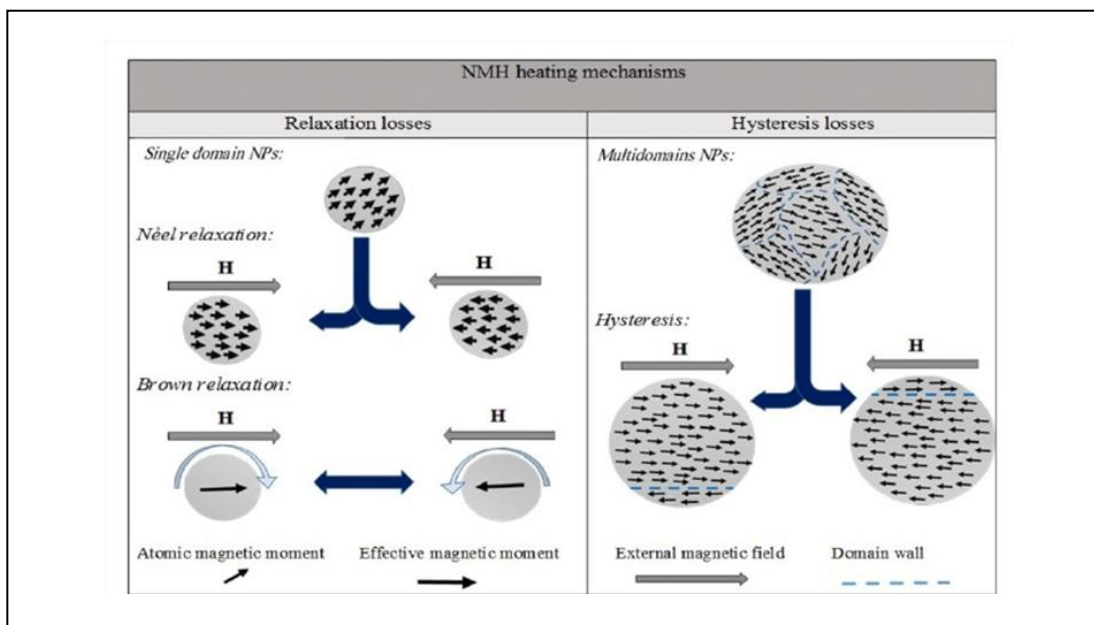 NMH heating mechanisms
Relaxation losses
Hysteresis losses
Single domain NPs:
Néel relaxation:
H
H
Brown relaxation:
H
H
Atomic magnetic moment
Effective magnetic moment
Multidomains NPs:
Hysteresis:
H
H
External magnetic field
Domain wall